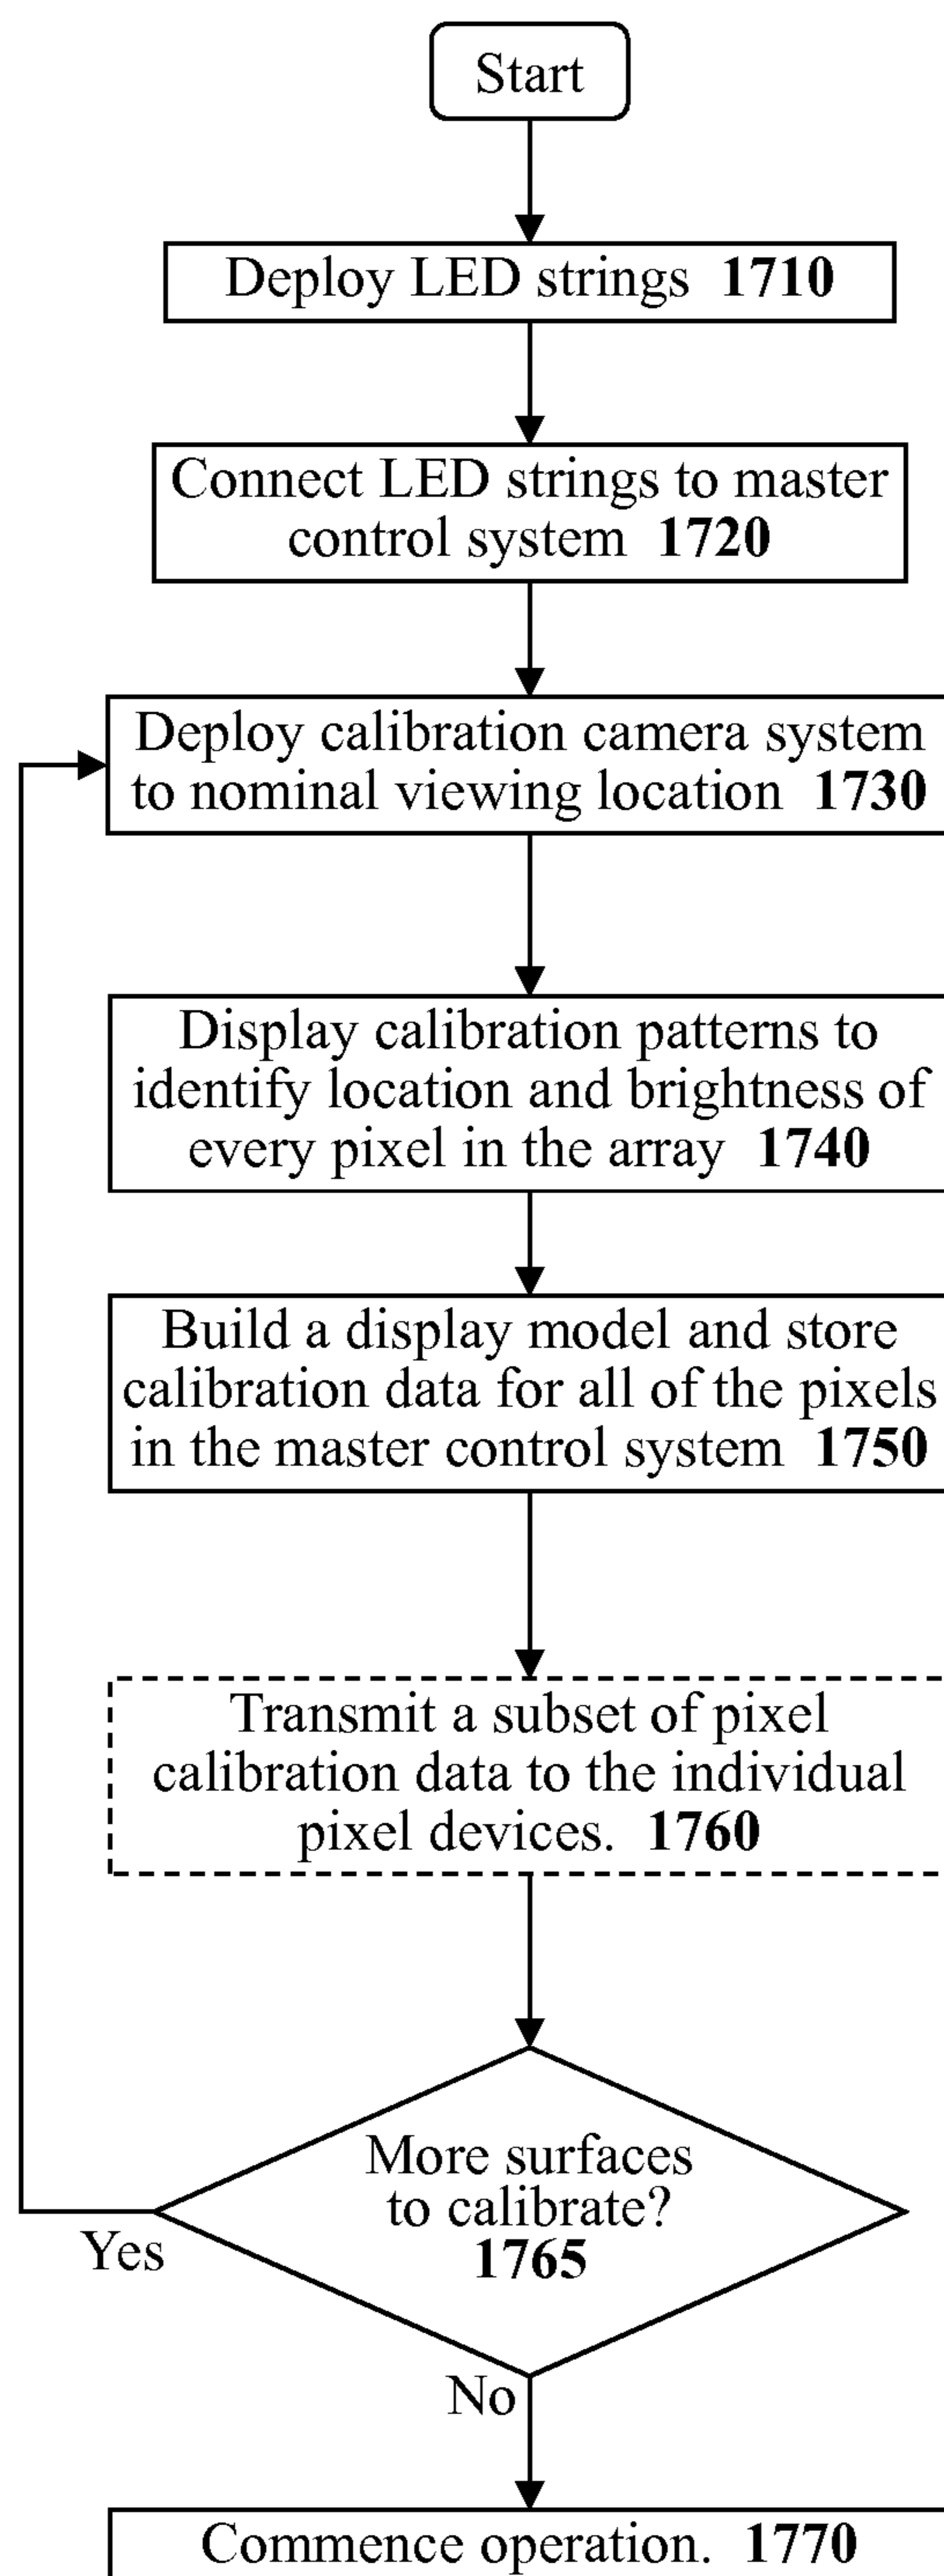 Start
Deploy LED strings 1710
Connect LED strings to master
control system 1720
Deploy calibration camera system
to nominal viewing location 1730
Display calibration patterns to
identify location and brightness of
every pixel in the array 1740
Build a display model and store
calibration data for all of the pixels
in the master control system 1750
Transmit a subset of pixel
calibration data to the individual
pixel devices. 1760
More surfaces
to calibrate?
1765
Yes
No
Commence operation. 1770